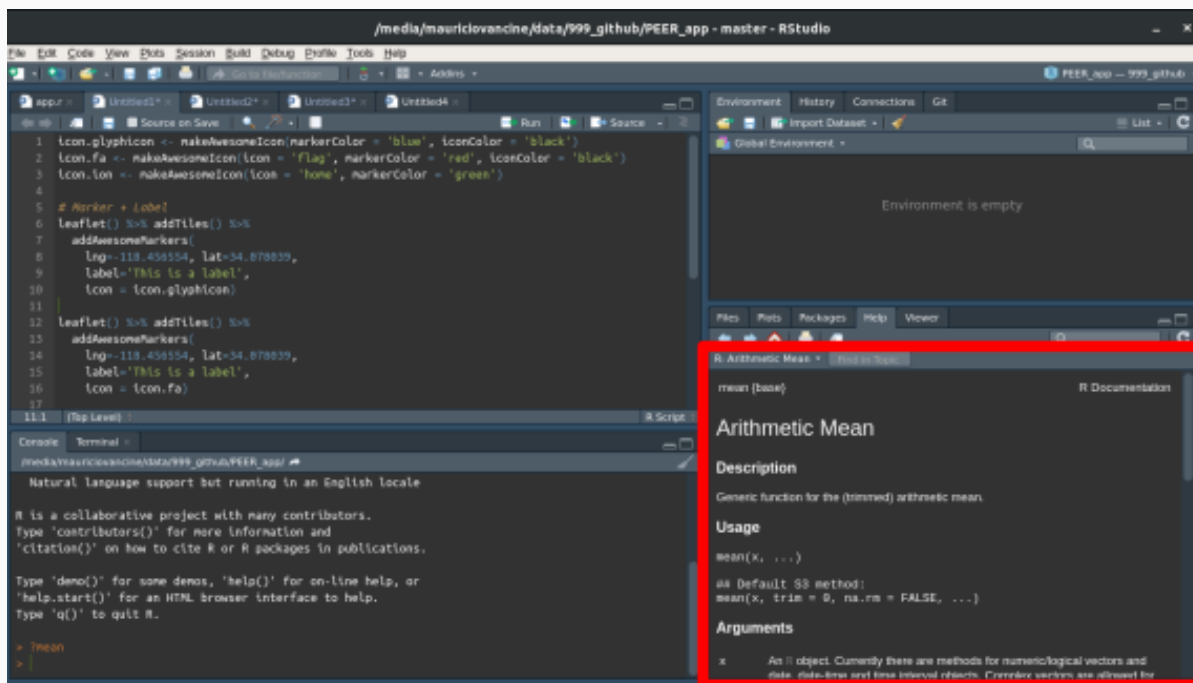 /media/mauriciovancine/data/999_github/PEER_app - master - RStudio
File Edit Code View Plots Session Build Debug Profile Tools Help
Go to file/function Addins PEER_app — 999_github
app.r Untitled1* Untitled2* Untitled3* Untitled4
Source on Save Run Source
1 icon.glyphicon <- makeAwesomeIcon(markerColor = 'blue', iconColor = 'black')
2 icon.fa <- makeAwesomeIcon(icon = 'flag', markerColor = 'red', iconColor = 'black')
3 icon.ion <- makeAwesomeIcon(icon = 'home', markerColor = 'green')
4
5 # Marker + Label
6 leaflet() %>% addTiles() %>%
7 addAwesomeMarkers(
8 lng=-118.456554, lat=34.078039,
9 label='This is a label',
10 icon = icon.glyphicon)
11
12 leaflet() %>% addTiles() %>%
13 addAwesomeMarkers(
14 lng=-118.456554, lat=34.078039,
15 label='This is a label',
16 icon = icon.fa)
17
11:1 (Top Level) R Script
Console Terminal
/media/mauriciovancine/data/999_github/PEER_app/
Natural language support but running in an English locale
R is a collaborative project with many contributors.
Type 'contributors()' for more information and
'citation()' on how to cite R or R packages in publications.
Type 'demo()' for some demos, 'help()' for on-line help, or
'help.start()' for an HTML browser interface to help.
Type 'q()' to quit R.
> ?mean
>
Environment History Connections Git
Import Dataset List
Global Environment
Environment is empty
Files Plots Packages Help Viewer
R: Arithmetic Mean Find in Topic
mean {base} R Documentation
Arithmetic Mean
Description
Generic function for the (trimmed) arithmetic mean.
Usage
mean(x, ...)
## Default S3 method:
mean(x, trim = 0, na.rm = FALSE, ...)
Arguments
x An R object. Currently there are methods for numeric/logical vectors and
date, date-time and time interval objects. Complex vectors are allowed for